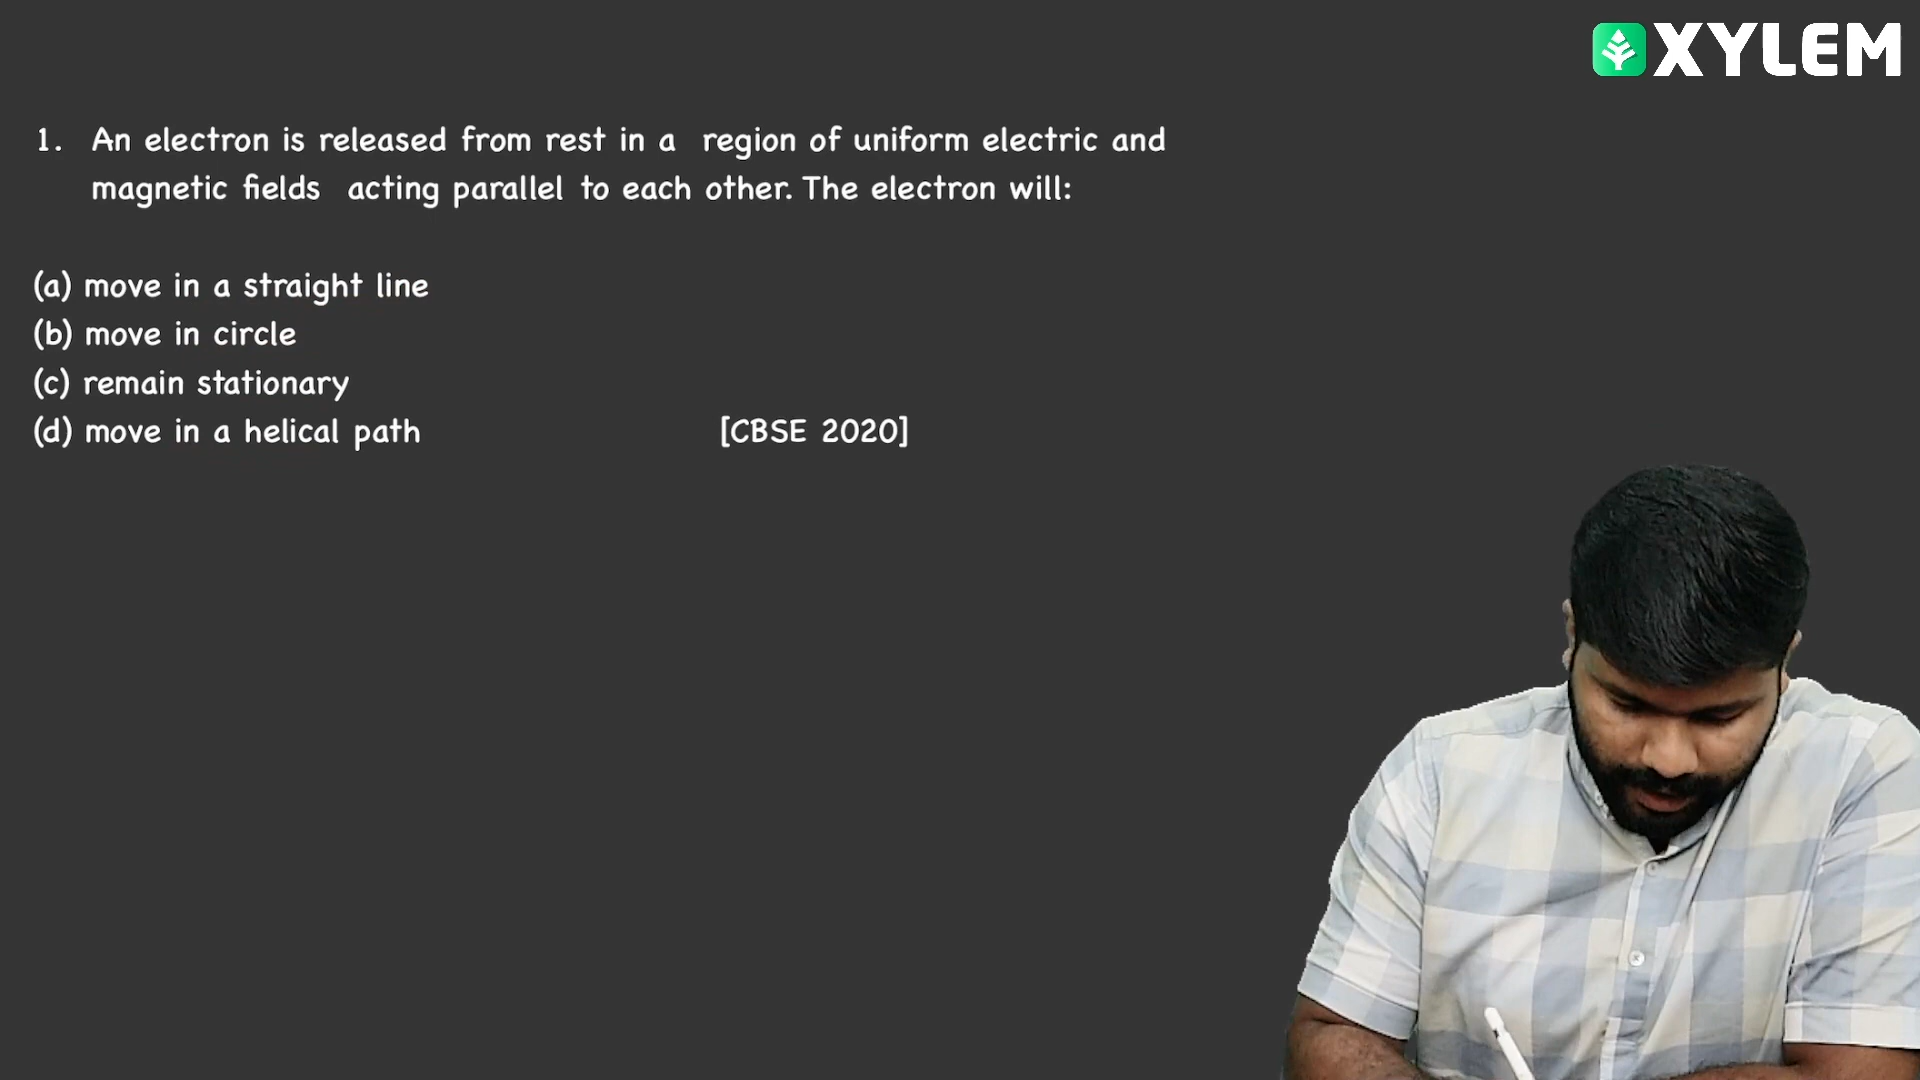 XYLEM
1. An electron is released from rest in a region of uniform electric and
magnetic fields acting parallel to each other. The electron will:
(a) move in a straight line
(b) move in circle
(c) remain stationary
(d) move in a helical path [CBSE 2020]